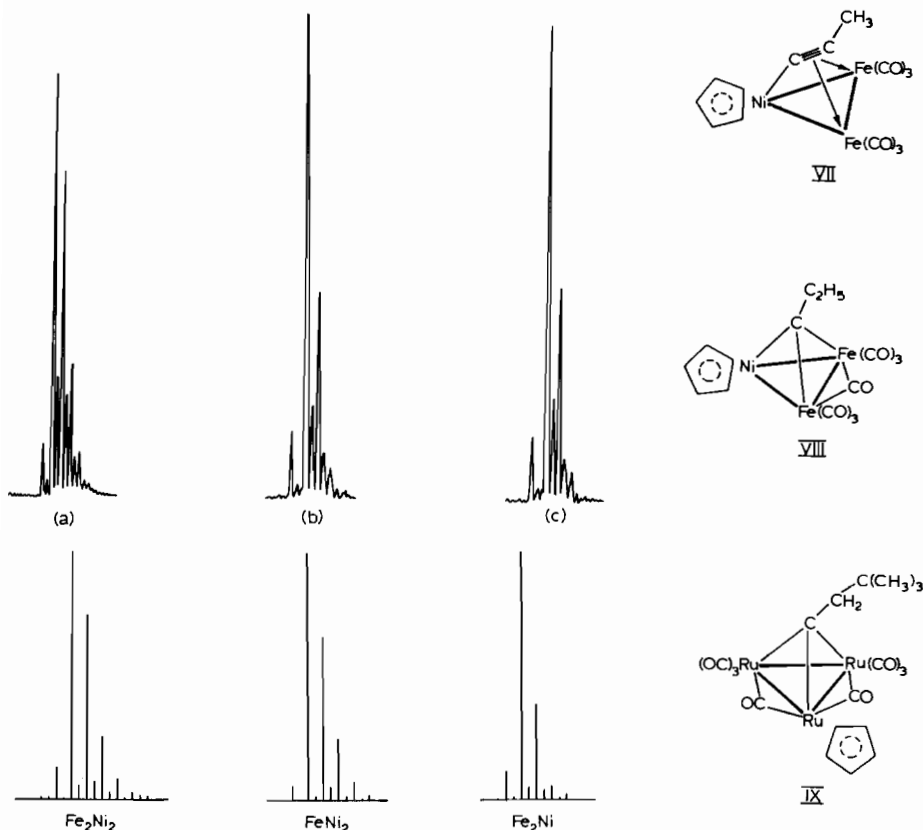 CH₃
C≡C
Fe(CO)₃
Ni
Fe(CO)₃
VII
C₂H₅
C
Ni
Fe(CO)₃
CO
Fe(CO)₃
VIII
(a)
(b)
(c)
C(CH₃)₃
CH₂
C
(OC)₃Ru
Ru(CO)₃
OC
CO
Ru
IX
Fe₂Ni₂
FeNi₂
Fe₂Ni